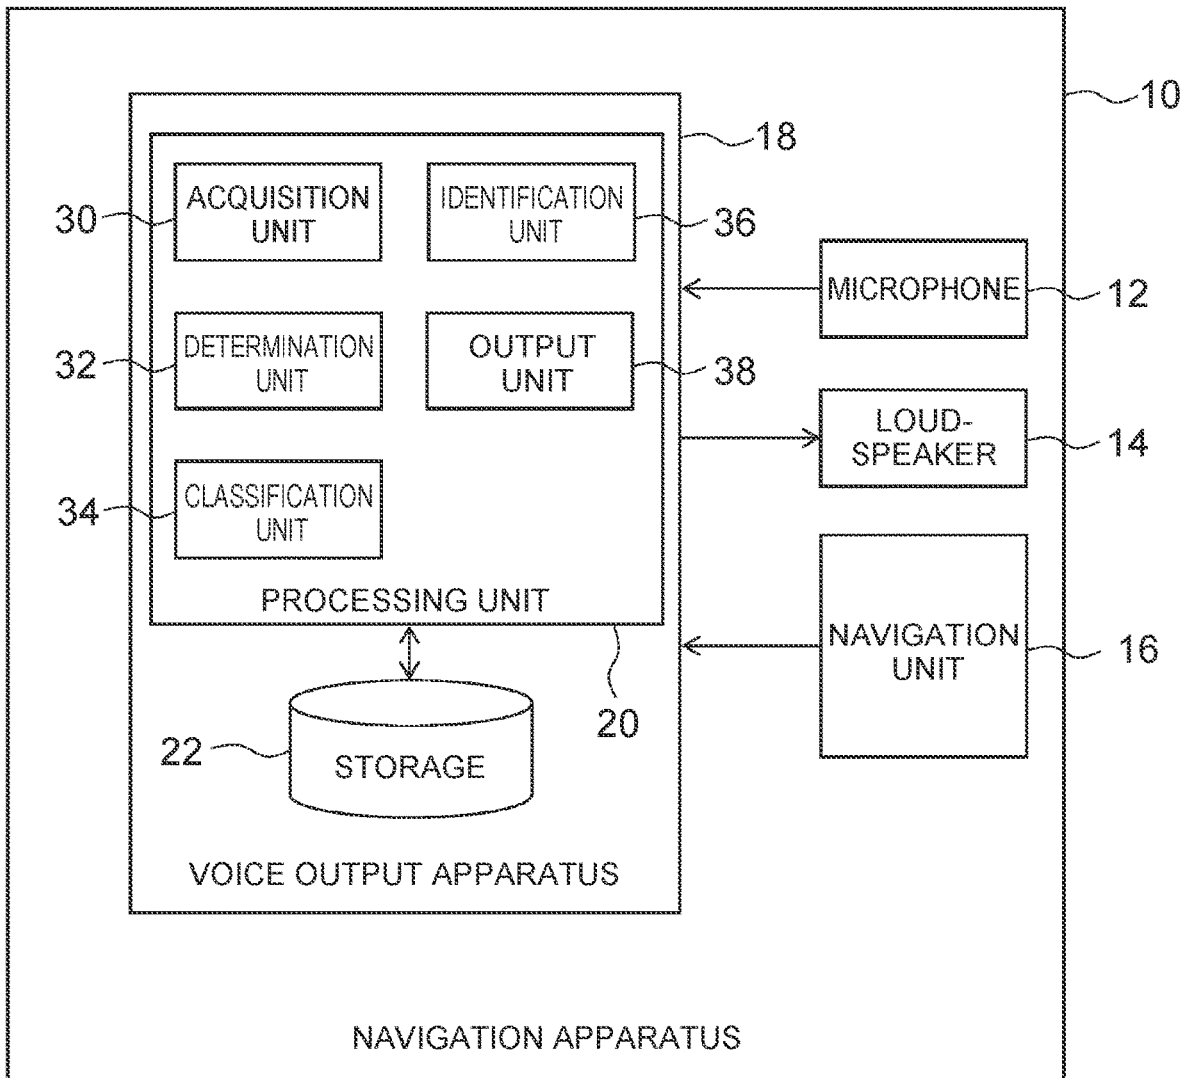 10
18
ACQUISITION
UNIT
30
IDENTIFICATION
UNIT
36
MICROPHONE
12
DETERMINATION
UNIT
32
OUTPUT
UNIT
38
LOUD-
SPEAKER
14
CLASSIFICATION
UNIT
34
PROCESSING UNIT
NAVIGATION
UNIT
16
20
22
STORAGE
VOICE OUTPUT APPARATUS
NAVIGATION APPARATUS